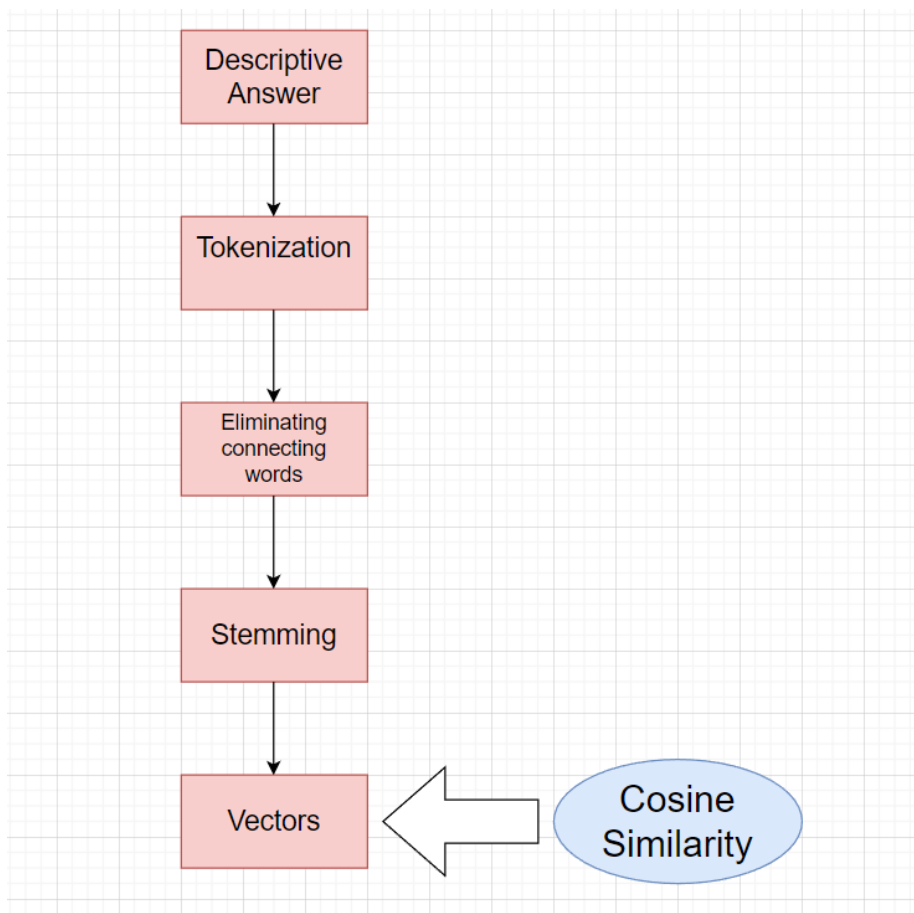 Descriptive
Answer
Tokenization
Eliminating
connecting
words
Stemming
Vectors
Cosine
Similarity